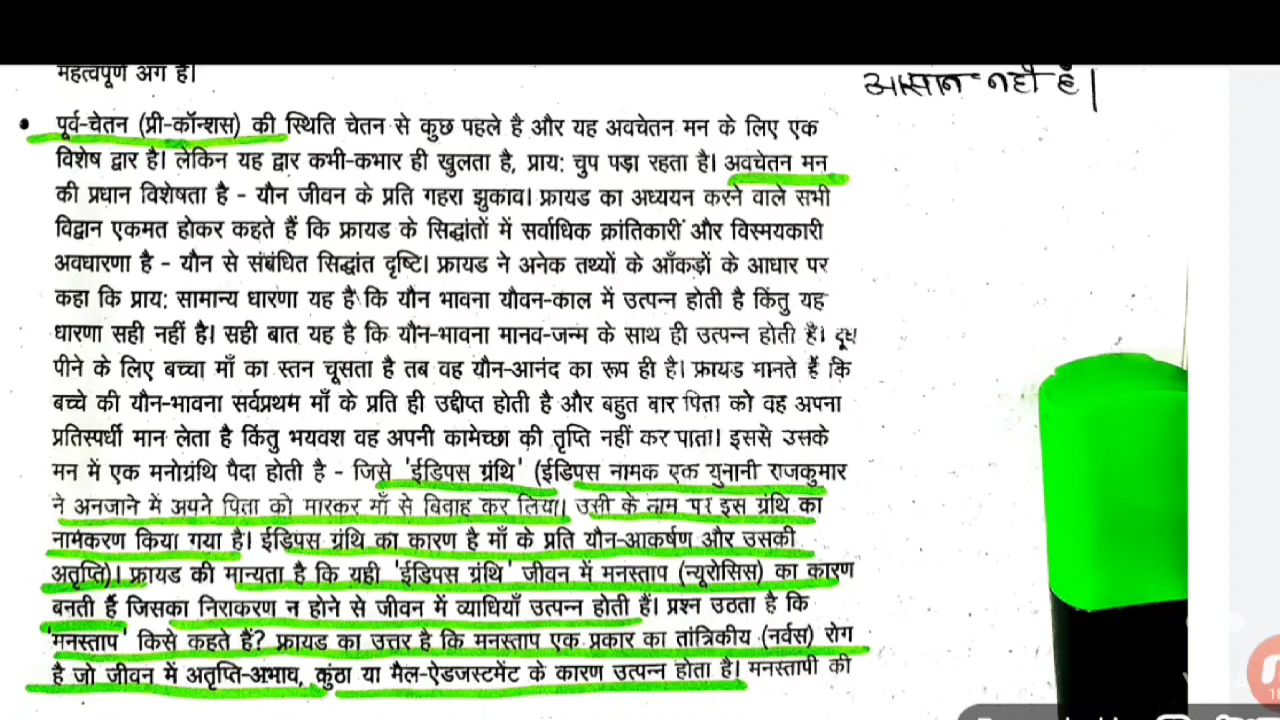 महत्वपूर्ण अंग हैं।
आसान नहीं है।
• पूर्व-चेतन (प्री-कॉन्शस) की स्थिति चेतन से कुछ पहले है और यह अवचेतन मन के लिए एक
विशेष द्वार है। लेकिन यह द्वार कभी-कभार ही खुलता है, प्राय: चुप पड़ा रहता है। अवचेतन मन
की प्रधान विशेषता है - यौन जीवन के प्रति गहरा झुकाव। फ्रायड का अध्ययन करने वाले सभी
विद्वान एकमत होकर कहते हैं कि फ्रायड के सिद्धांतों में सर्वाधिक क्रांतिकारी और विस्मयकारी
अवधारणा है - यौन से संबंधित सिद्धांत दृष्टि। फ्रायड ने अनेक तथ्यों के आँकड़ों के आधार पर
कहा कि प्राय: सामान्य धारणा यह है कि यौन भावना यौवन-काल में उत्पन्न होती है किंतु यह
धारणा सही नहीं है। सही बात यह है कि यौन-भावना मानव-जन्म के साथ ही उत्पन्न होती है। दूध
पीने के लिए बच्चा माँ का स्तन चूसता है तब वह यौन-आनंद का रूप ही है। फ्रायड मानते हैं कि
बच्चे की यौन-भावना सर्वप्रथम माँ के प्रति ही उद्दीप्त होती है और बहुत बार पिता को वह अपना
प्रतिस्पर्धी मान लेता है किंतु भयवश वह अपनी कामेच्छा की तृप्ति नहीं कर पाता। इससे उसके
मन में एक मनोग्रंथि पैदा होती है - जिसे 'ईडिपस ग्रंथि' (ईडिपस नामक एक युनानी राजकुमार
ने अनजाने में अपने पिता को मारकर माँ से विवाह कर लिया। उसी के नाम पर इस ग्रंथि का
नामकरण किया गया है। ईडिपस ग्रंथि का कारण है माँ के प्रति यौन-आकर्षण और उसकी
अतृप्ति)। फ्रायड की मान्यता है कि यही 'ईडिपस ग्रंथि' जीवन में मनस्ताप (न्यूरोसिस) का कारण
बनती है जिसका निराकरण न होने से जीवन में व्याधियाँ उत्पन्न होती हैं। प्रश्न उठता है कि
'मनस्ताप' किसे कहते हैं? फ्रायड का उत्तर है कि मनस्ताप एक प्रकार का तांत्रिकीय (नर्वस) रोग
है जो जीवन में अतृप्ति-अभाव, कुंठा या मैल-ऐडजस्टमेंट के कारण उत्पन्न होता है। मनस्तापी की